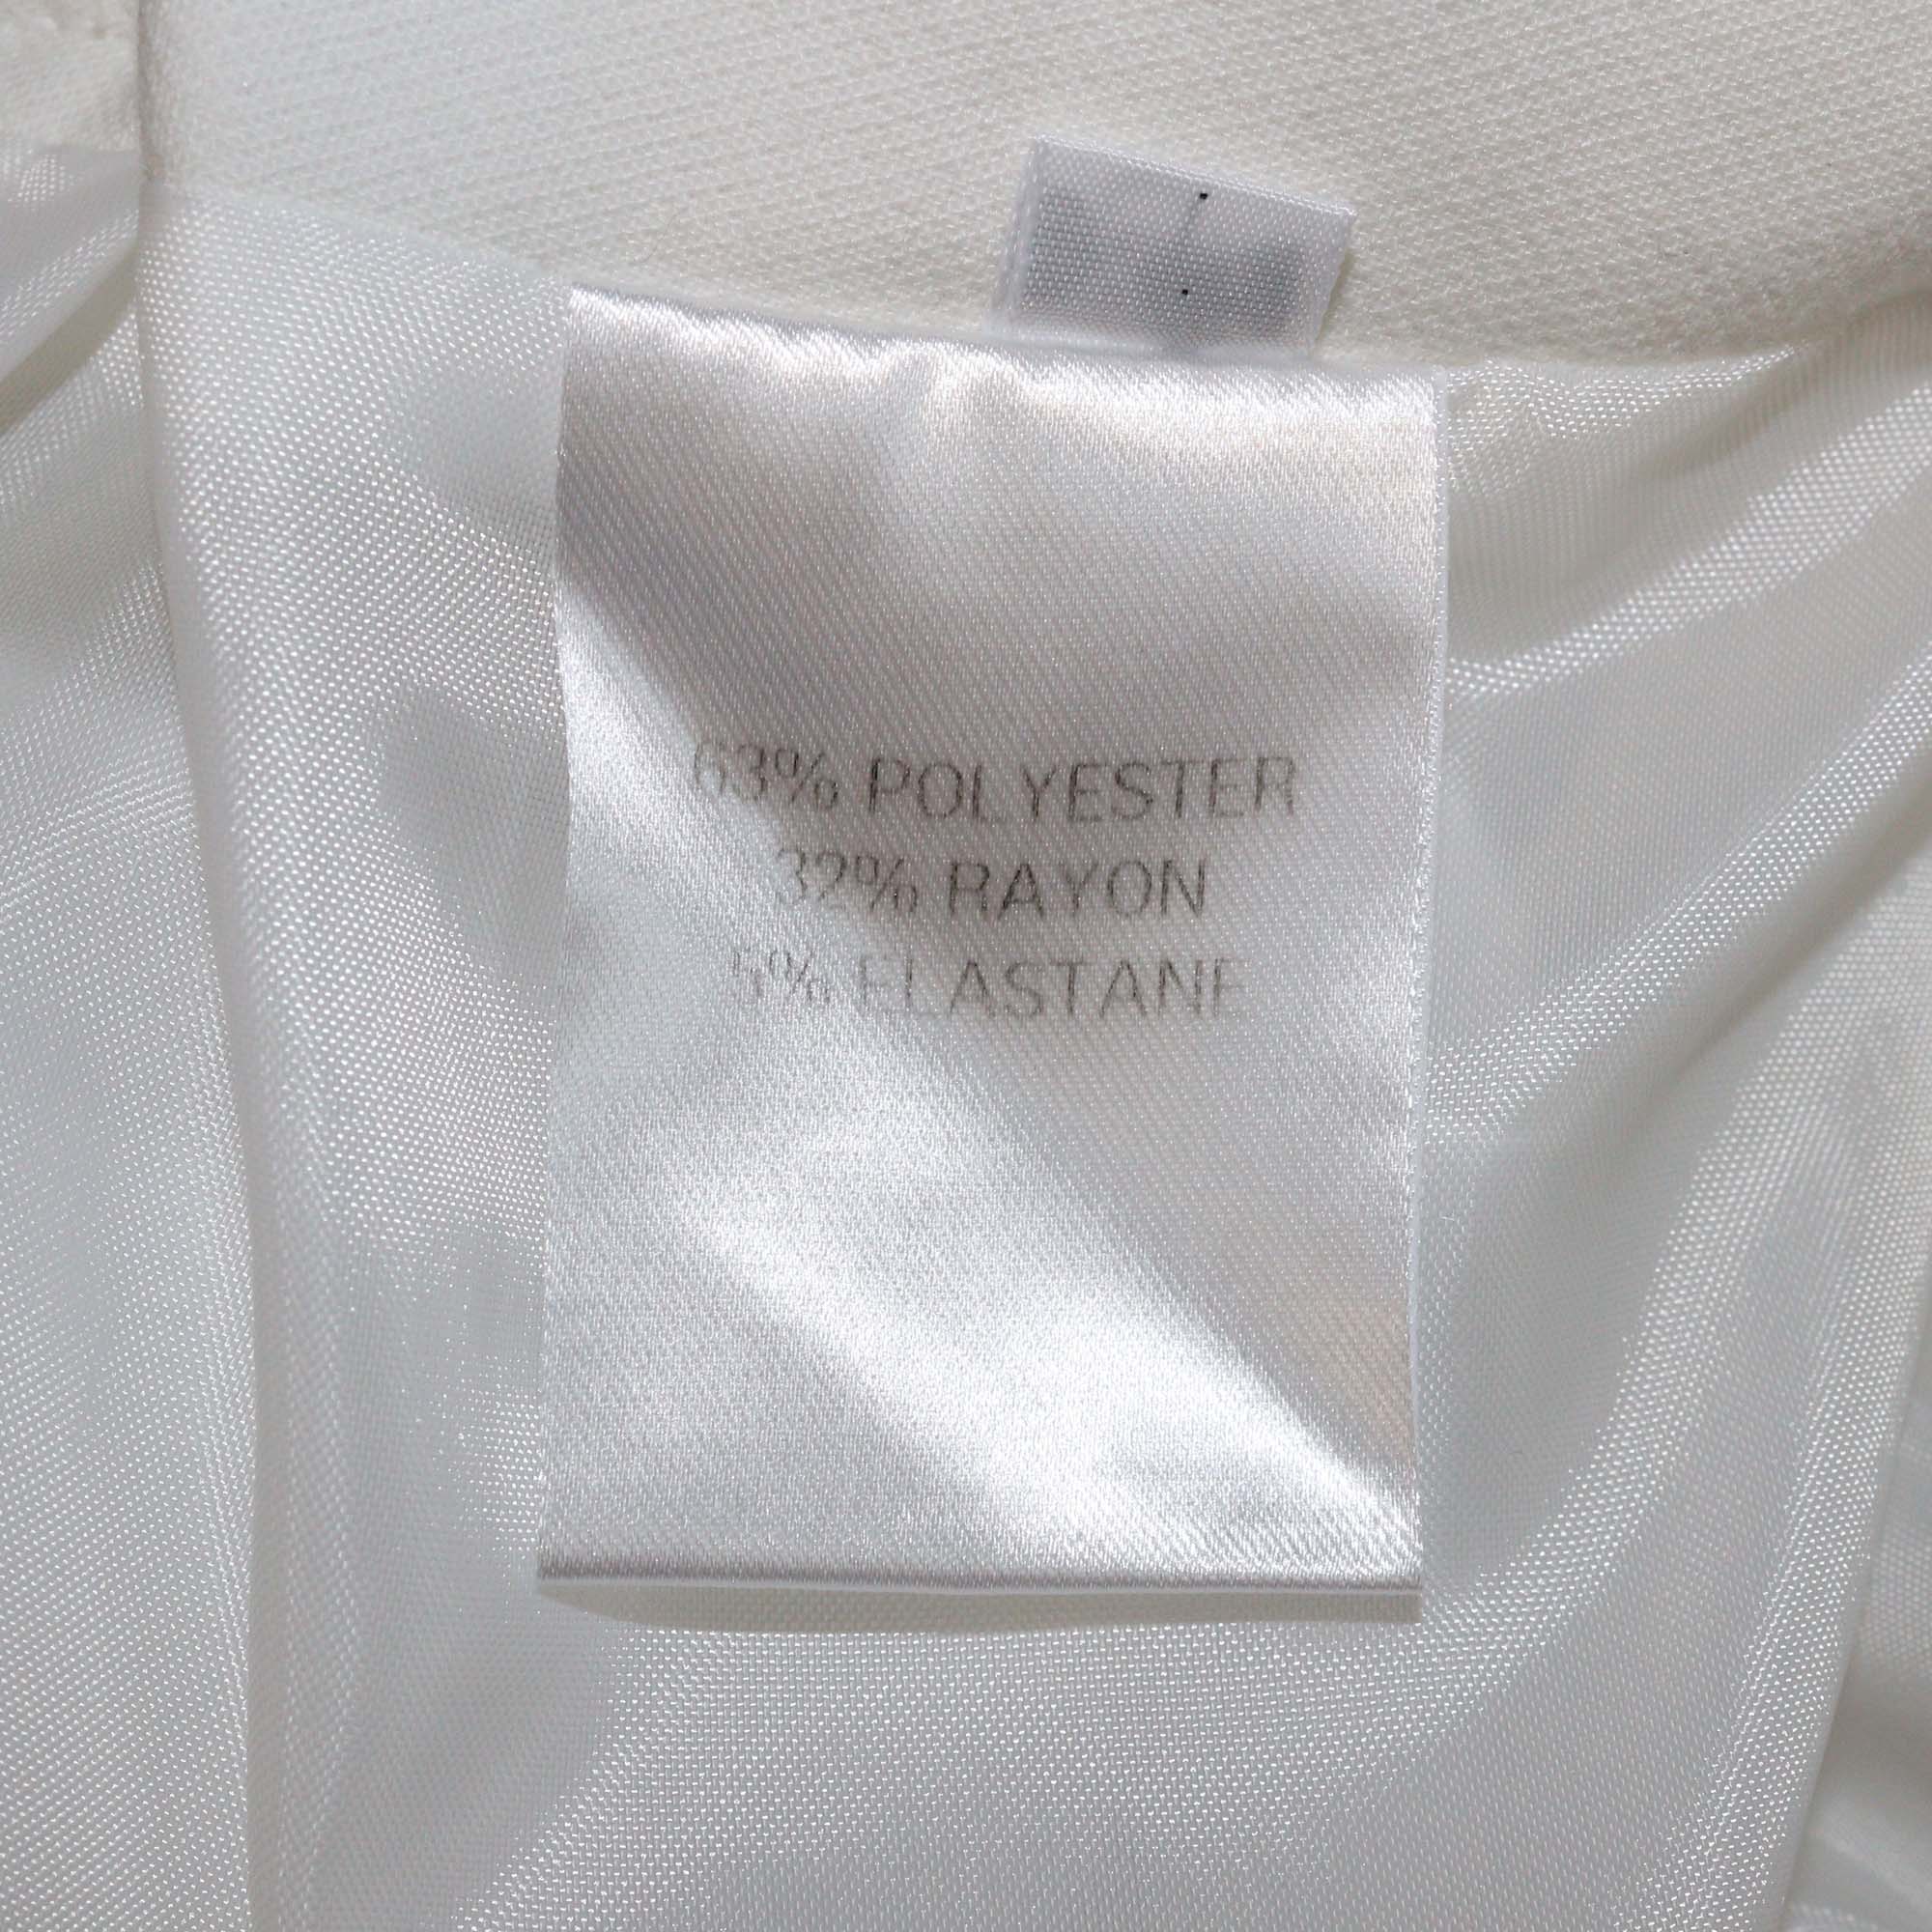 63% POLYESTER
32% RAYON
5% ELASTANE